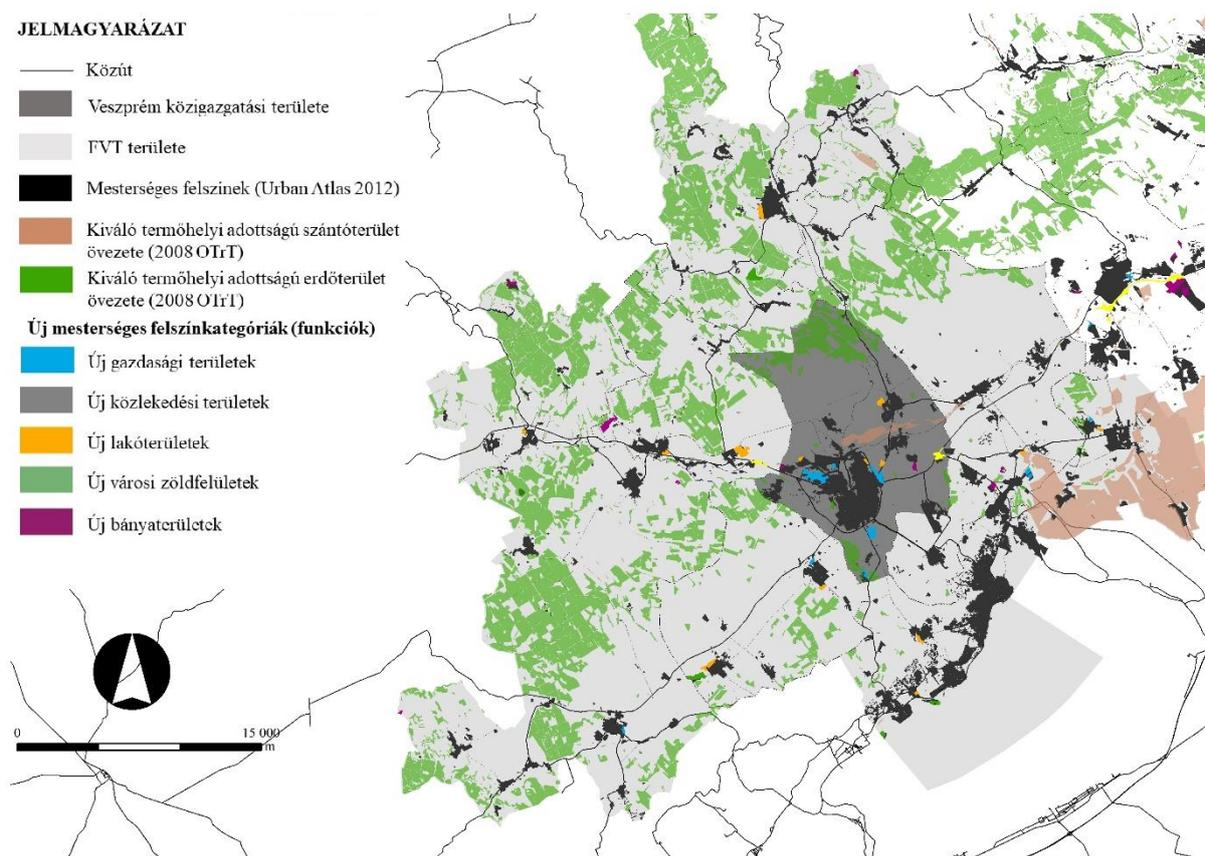 JELMAGYARÁZAT
Közút
Veszprém közigazgatási területe
FVT területe
Mesterséges felszínek (Urban Atlas 2012)
Kiváló termőhelyi adottságú szántóterület
övezete (2008 OTrT)
Kiváló termőhelyi adottságú erdőterület
övezete (2008 OTrT)
Új mesterséges felszínkategóriák (funkciók)
Új gazdasági területek
Új közlekedési területek
Új lakóterületek
Új városi zöldfelületek
Új bányaterületek
0 15 000
m